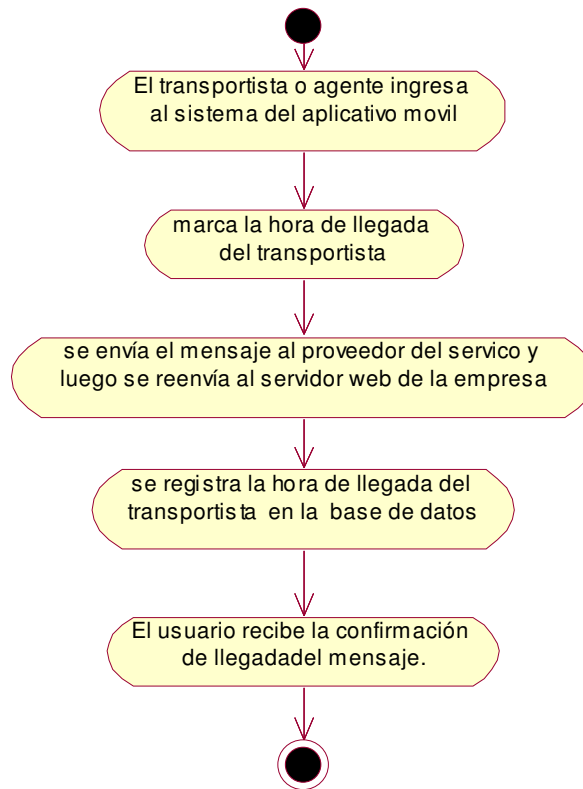 El transportista o agente ingresa
al sistema del aplicativo movil
marca la hora de llegada
del transportista
se envía el mensaje al proveedor del servico y
luego se reenvía al servidor web de la empresa
se registra la hora de llegada del
transportista en la base de datos
El usuario recibe la confirmación
de llegadadel mensaje.